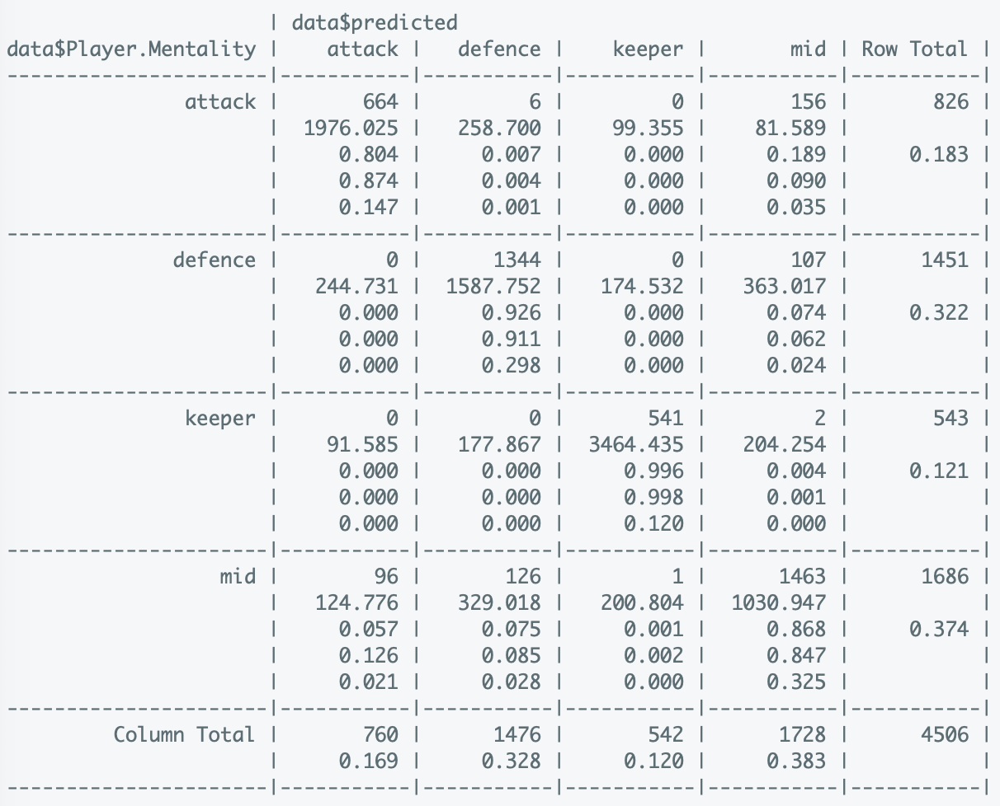 | data$predicted
data$Player.Mentality | attack | defence | keeper | mid | Row Total |
----------------------|-----------|-----------|-----------|-----------|-----------|
attack | 664 | 6 | 0 | 156 | 826 |
| 1976.025 | 258.700 | 99.355 | 81.589 | |
| 0.804 | 0.007 | 0.000 | 0.189 | 0.183 |
| 0.874 | 0.004 | 0.000 | 0.090 | |
| 0.147 | 0.001 | 0.000 | 0.035 | |
----------------------|-----------|-----------|-----------|-----------|-----------|
defence | 0 | 1344 | 0 | 107 | 1451 |
| 244.731 | 1587.752 | 174.532 | 363.017 | |
| 0.000 | 0.926 | 0.000 | 0.074 | 0.322 |
| 0.000 | 0.911 | 0.000 | 0.062 | |
| 0.000 | 0.298 | 0.000 | 0.024 | |
----------------------|-----------|-----------|-----------|-----------|-----------|
keeper | 0 | 0 | 541 | 2 | 543 |
| 91.585 | 177.867 | 3464.435 | 204.254 | |
| 0.000 | 0.000 | 0.996 | 0.004 | 0.121 |
| 0.000 | 0.000 | 0.998 | 0.001 | |
| 0.000 | 0.000 | 0.120 | 0.000 | |
----------------------|-----------|-----------|-----------|-----------|-----------|
mid | 96 | 126 | 1 | 1463 | 1686 |
| 124.776 | 329.018 | 200.804 | 1030.947 | |
| 0.057 | 0.075 | 0.001 | 0.868 | 0.374 |
| 0.126 | 0.085 | 0.002 | 0.847 | |
| 0.021 | 0.028 | 0.000 | 0.325 | |
----------------------|-----------|-----------|-----------|-----------|-----------|
Column Total | 760 | 1476 | 542 | 1728 | 4506 |
| 0.169 | 0.328 | 0.120 | 0.383 | |
----------------------|-----------|-----------|-----------|-----------|-----------|